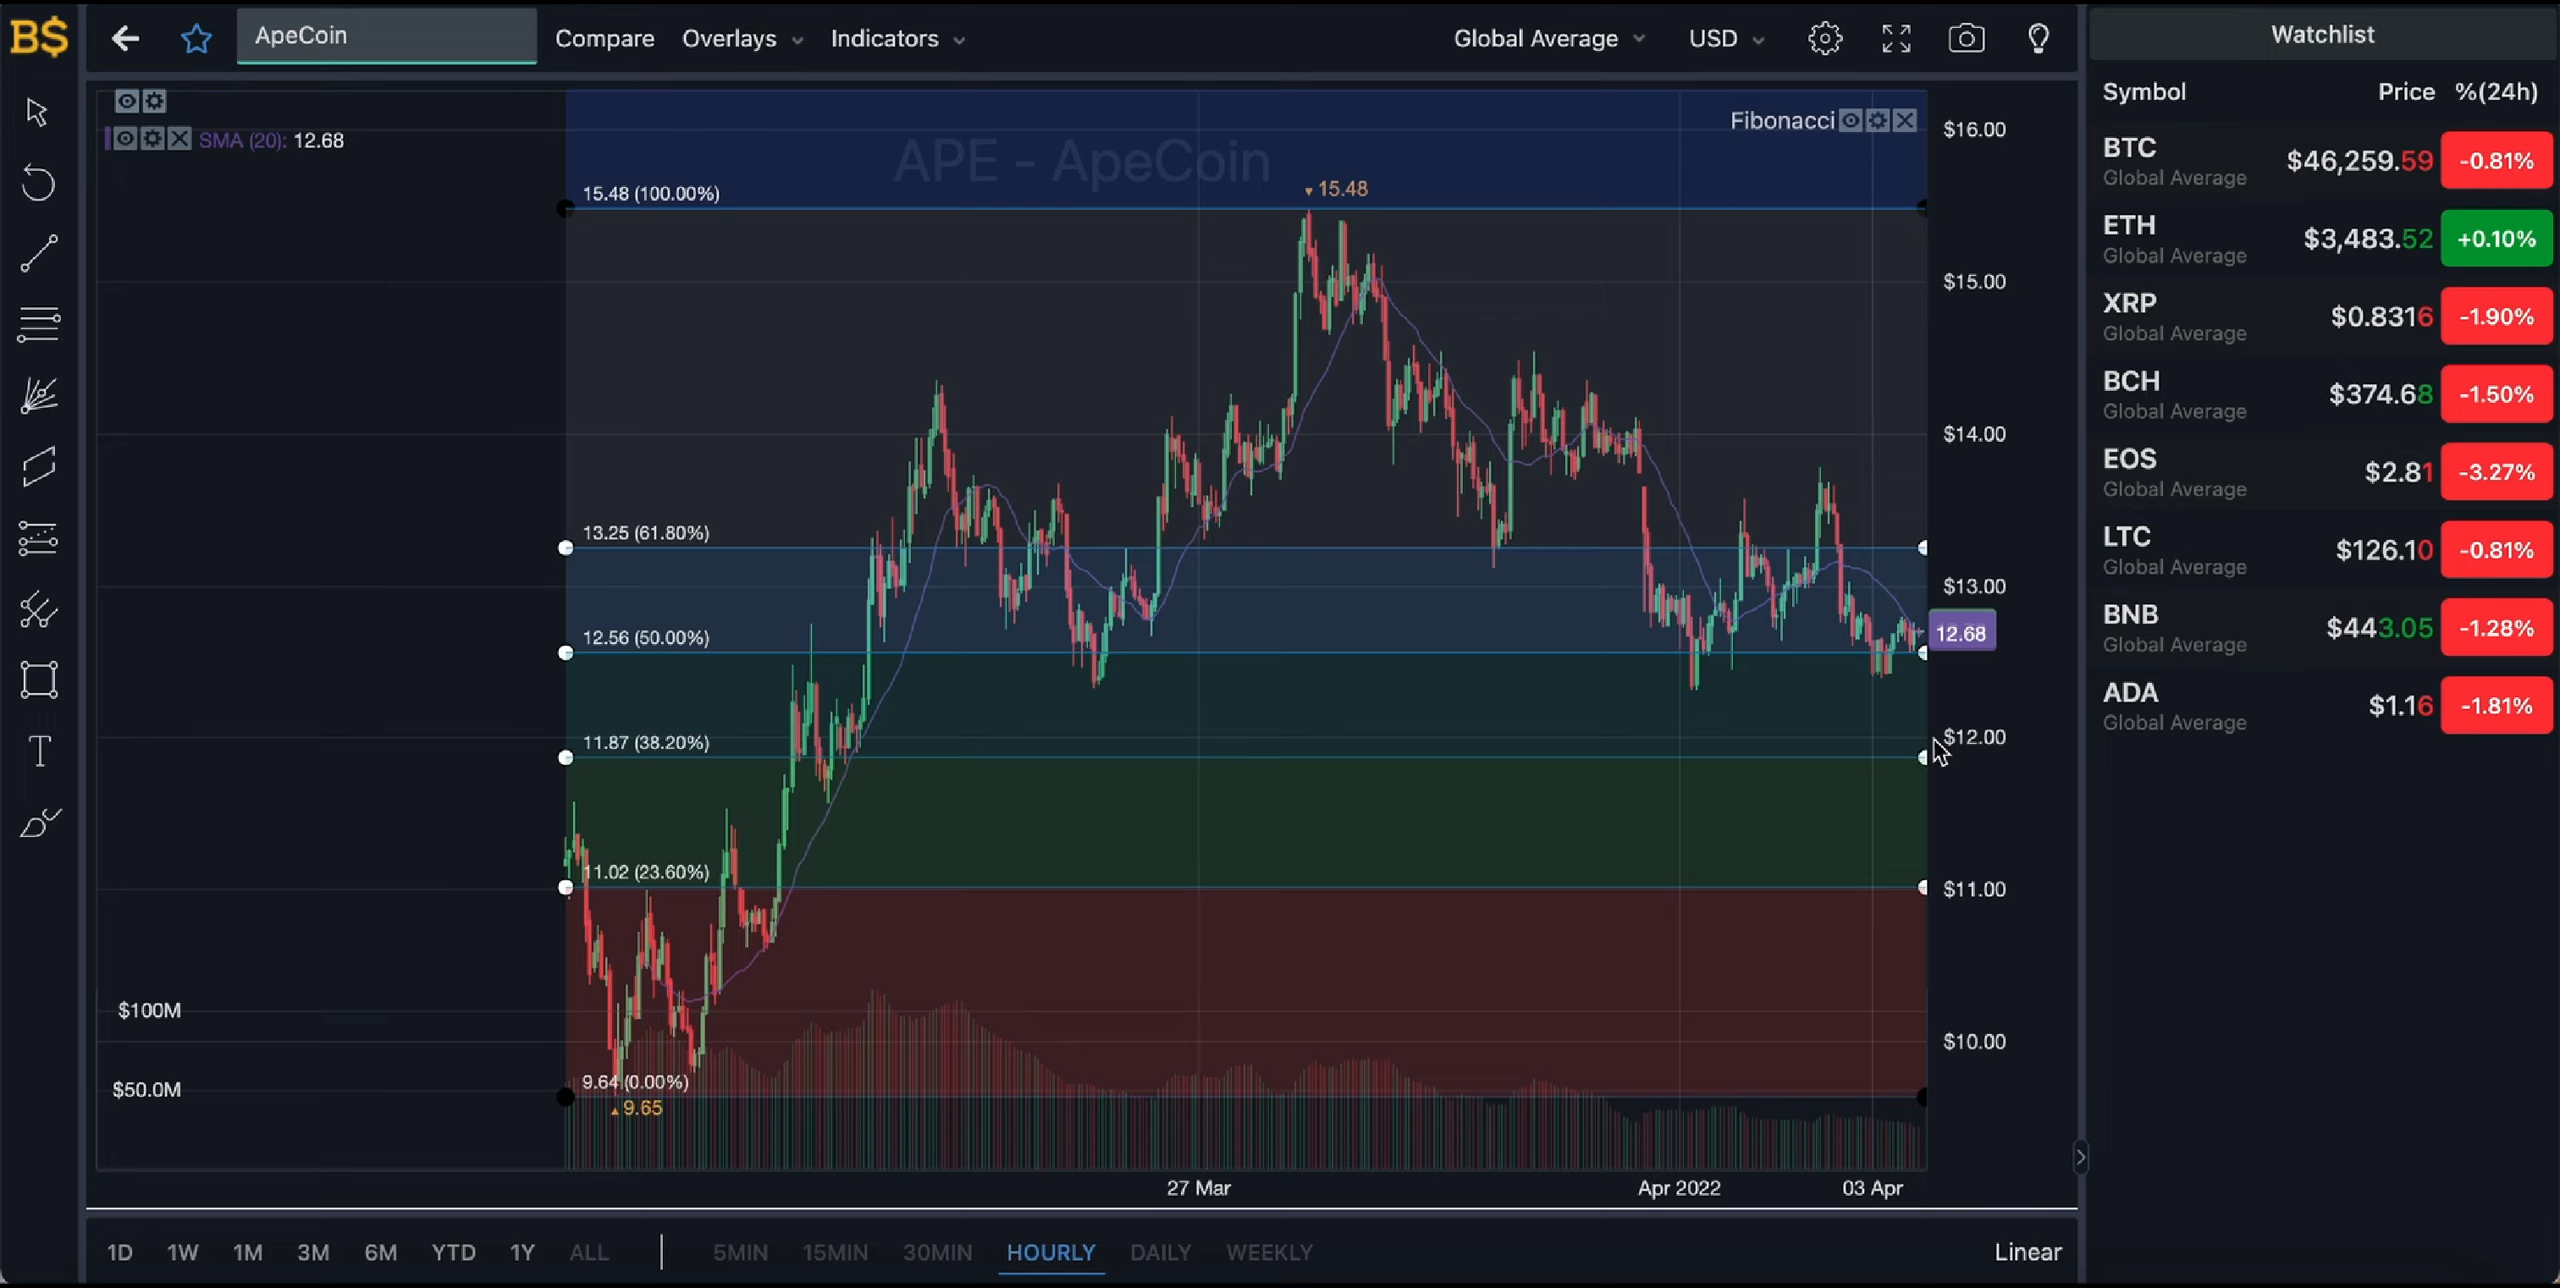 B$
ApeCoin
Compare
Overlays
Indicators
Global Average
USD
SMA (20): 12.68
APE - ApeCoin
Fibonacci
15.48 (100.00%)
15.48
13.25 (61.80%)
12.56 (50.00%)
11.87 (38.20%)
11.02 (23.60%)
9.64 (0.00%)
9.65
$16.00
$15.00
$14.00
$13.00
12.68
$12.00
$11.00
$10.00
$100M
$50.0M
27 Mar
Apr 2022
03 Apr
1D 1W 1M 3M 6M YTD 1Y ALL
5MIN 15MIN 30MIN HOURLY DAILY WEEKLY
Linear
Watchlist
Symbol Price %(24h)
BTC $46,259.59 -0.81%
Global Average
ETH $3,483.52 +0.10%
Global Average
XRP $0.8316 -1.90%
Global Average
BCH $374.68 -1.50%
Global Average
EOS $2.81 -3.27%
Global Average
LTC $126.10 -0.81%
Global Average
BNB $443.05 -1.28%
Global Average
ADA $1.16 -1.81%
Global Average